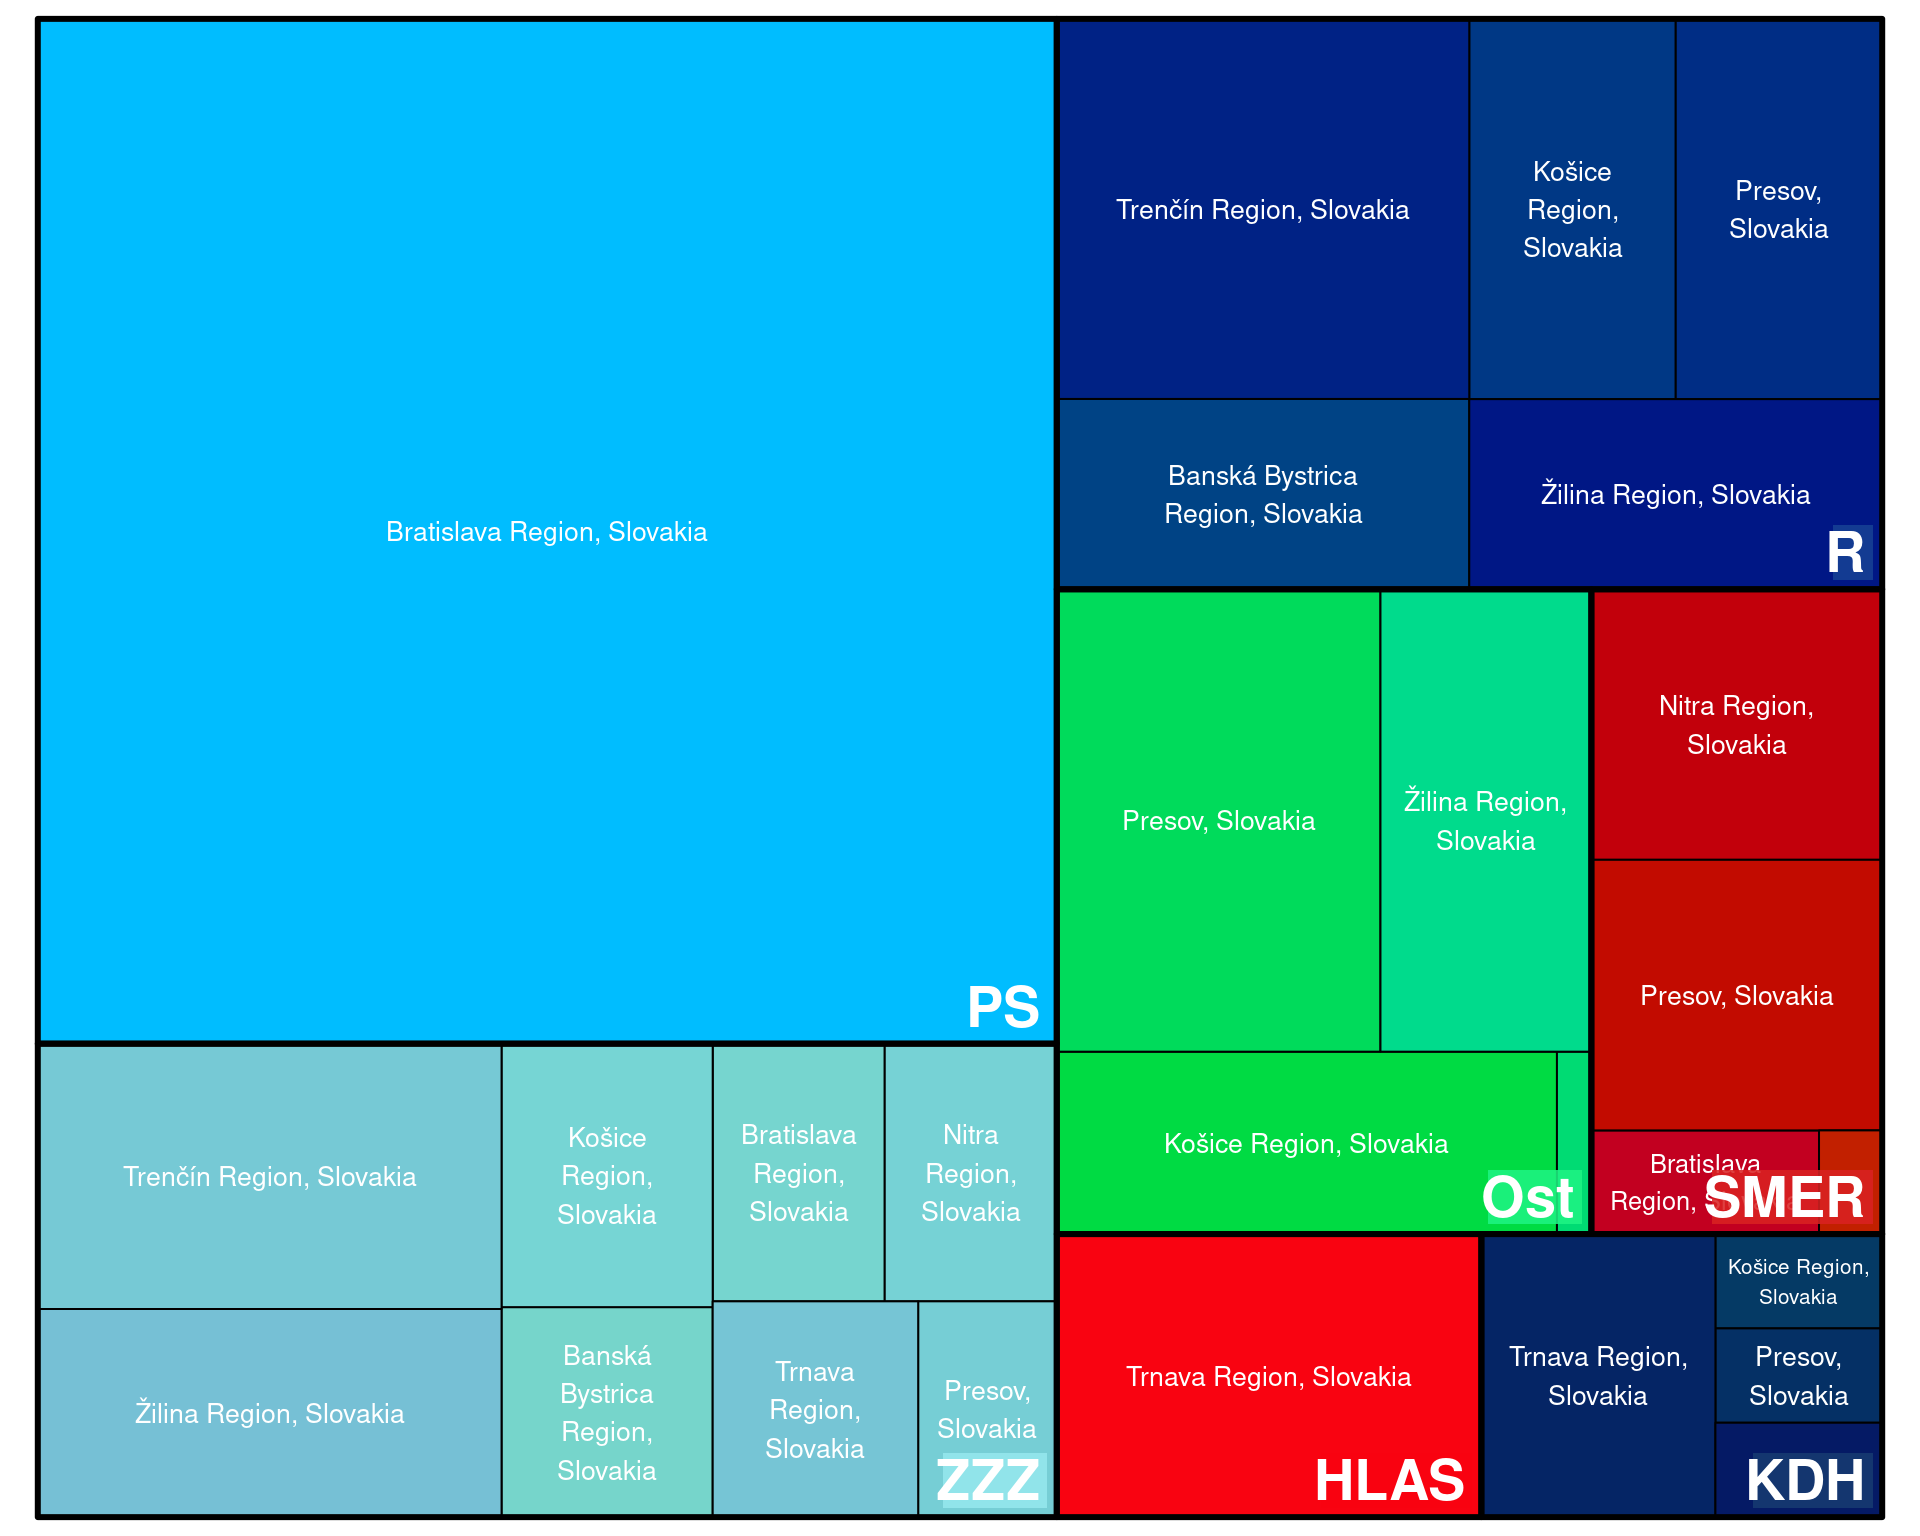 Bratislava Region, Slovakia
PS
Trenčín Region, Slovakia
Košice
Region,
Slovakia
Presov,
Slovakia
Banská Bystrica
Region, Slovakia
Žilina Region, Slovakia
R
Presov, Slovakia
Žilina Region,
Slovakia
Košice Region, Slovakia
Ost
Nitra Region,
Slovakia
Presov, Slovakia
Bratislava
Region,
SMER
Trenčín Region, Slovakia
Košice
Region,
Slovakia
Bratislava
Region,
Slovakia
Nitra
Region,
Slovakia
Žilina Region, Slovakia
Banská
Bystrica
Region,
Slovakia
Trnava
Region,
Slovakia
Presov,
Slovakia
ZZZ
Trnava Region, Slovakia
HLAS
Trnava Region,
Slovakia
Košice Region,
Slovakia
Presov,
Slovakia
KDH